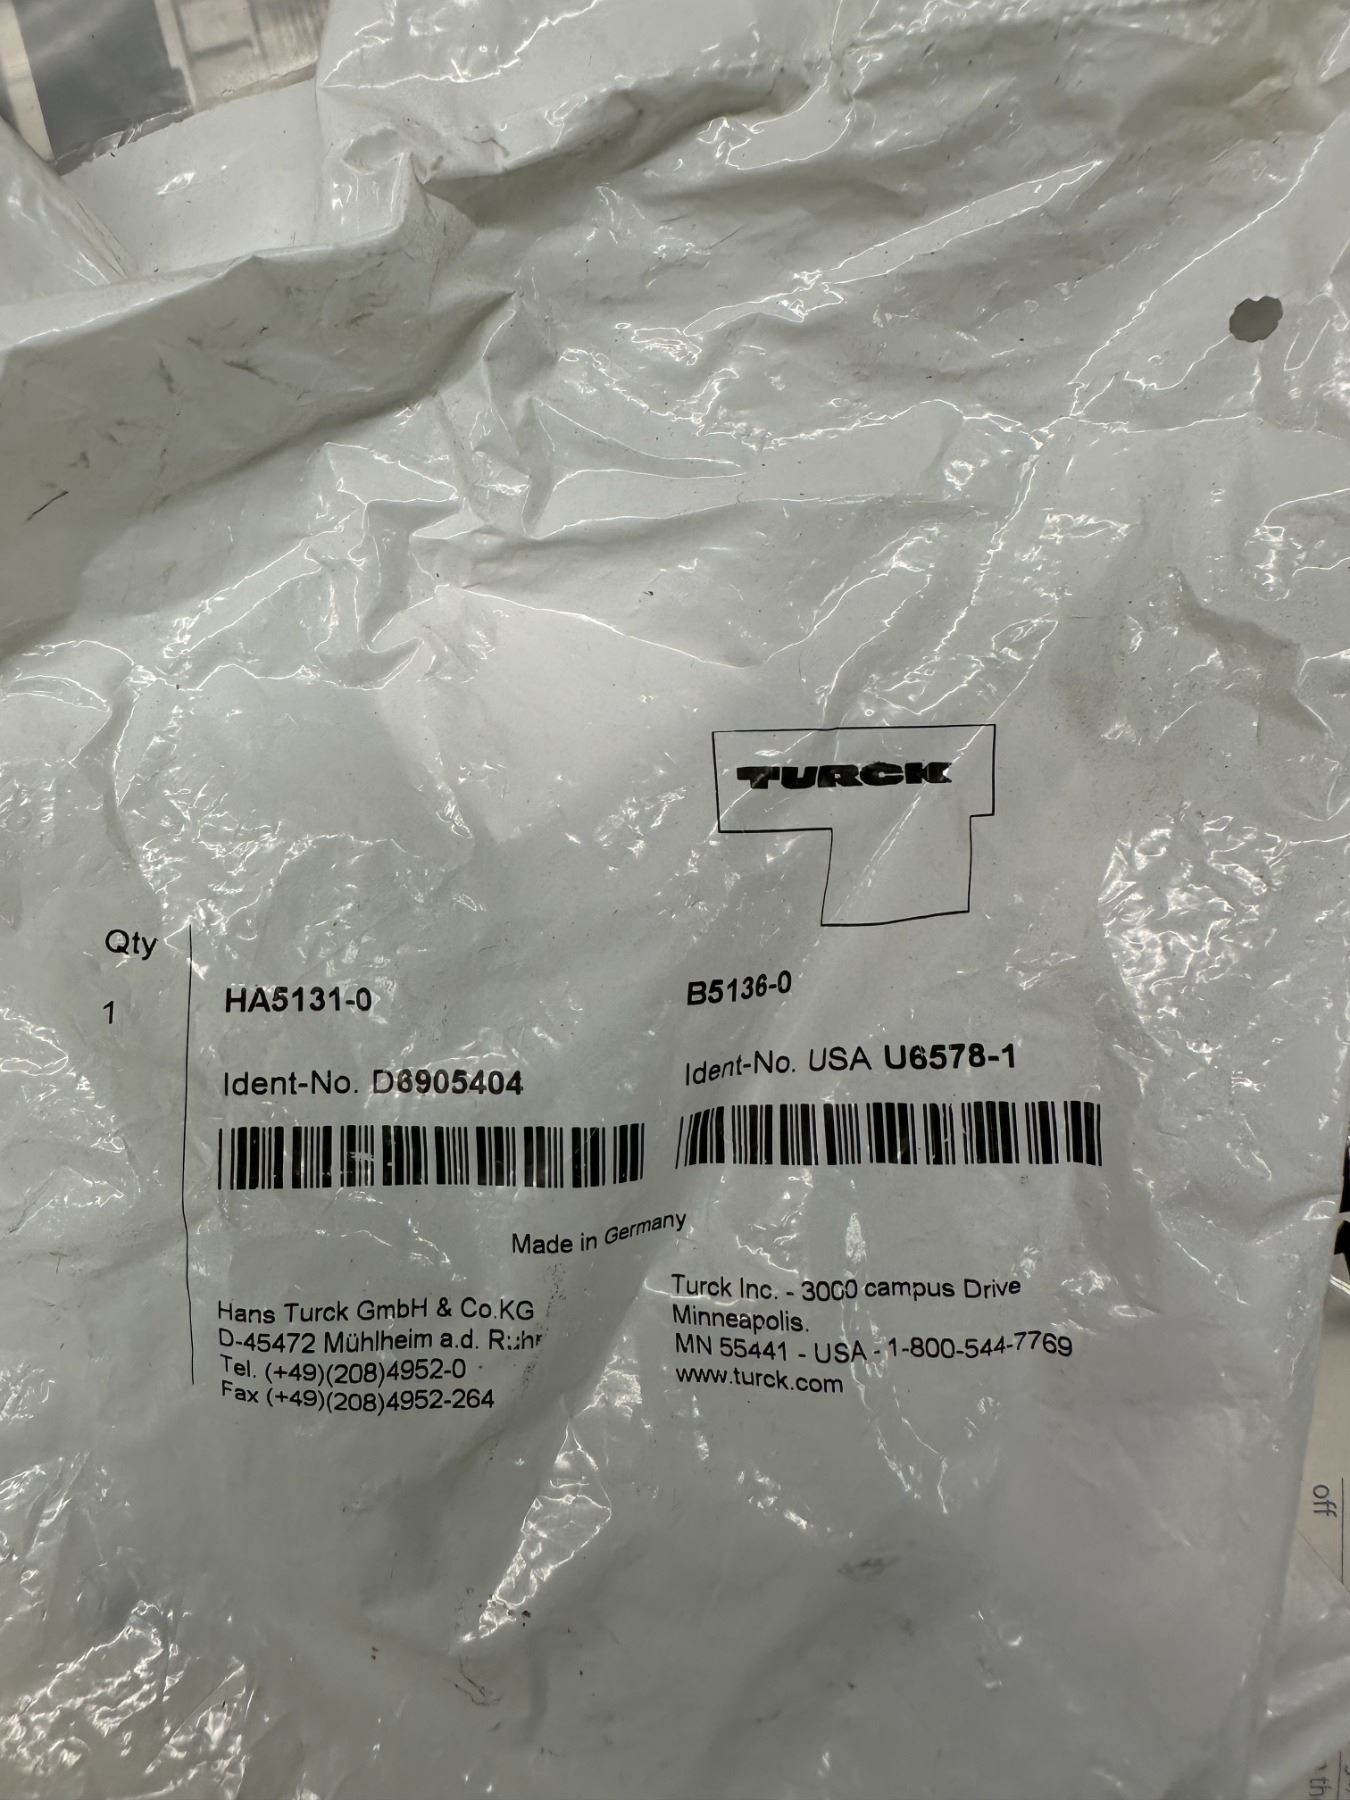 TURCK
Qty
1
HA5131-0
B5136-0
Ident-No. D6905404
Ident-No. USA U6578-1
Made in Germany
Hans Turck GmbH & Co.KG
D-45472 Mühlheim a.d. Ruhr
Tel. (+49)(208)4952-0
Fax (+49)(208)4952-264
Turck Inc. - 3000 campus Drive
Minneapolis.
MN 55441 - USA - 1-800-544-7769
www.turck.com
off